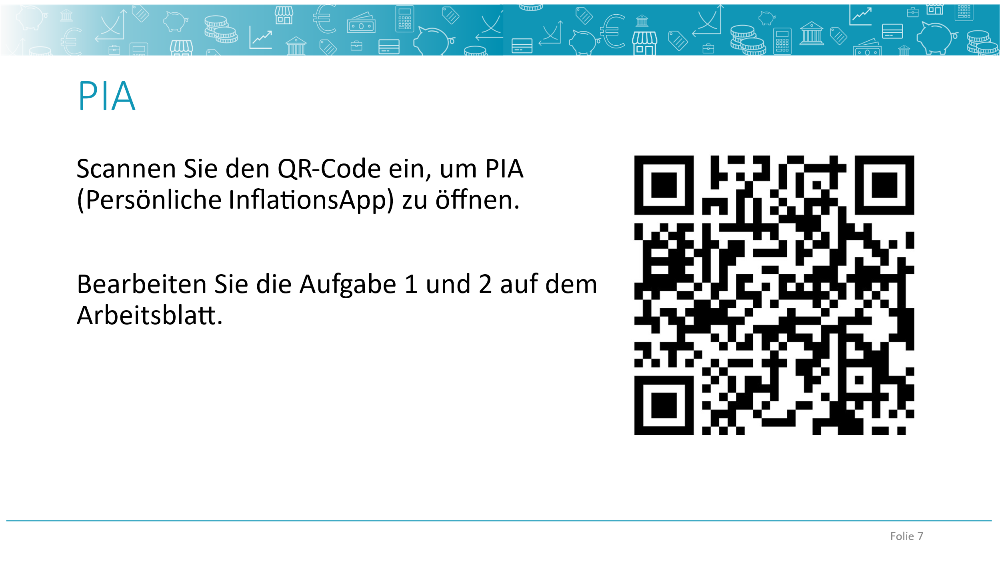 PIA
Scannen Sie den QR-Code ein, um PIA
(Persönliche InflationsApp) zu öffnen.
Bearbeiten Sie die Aufgabe 1 und 2 auf dem
Arbeitsblatt.
Folie 7